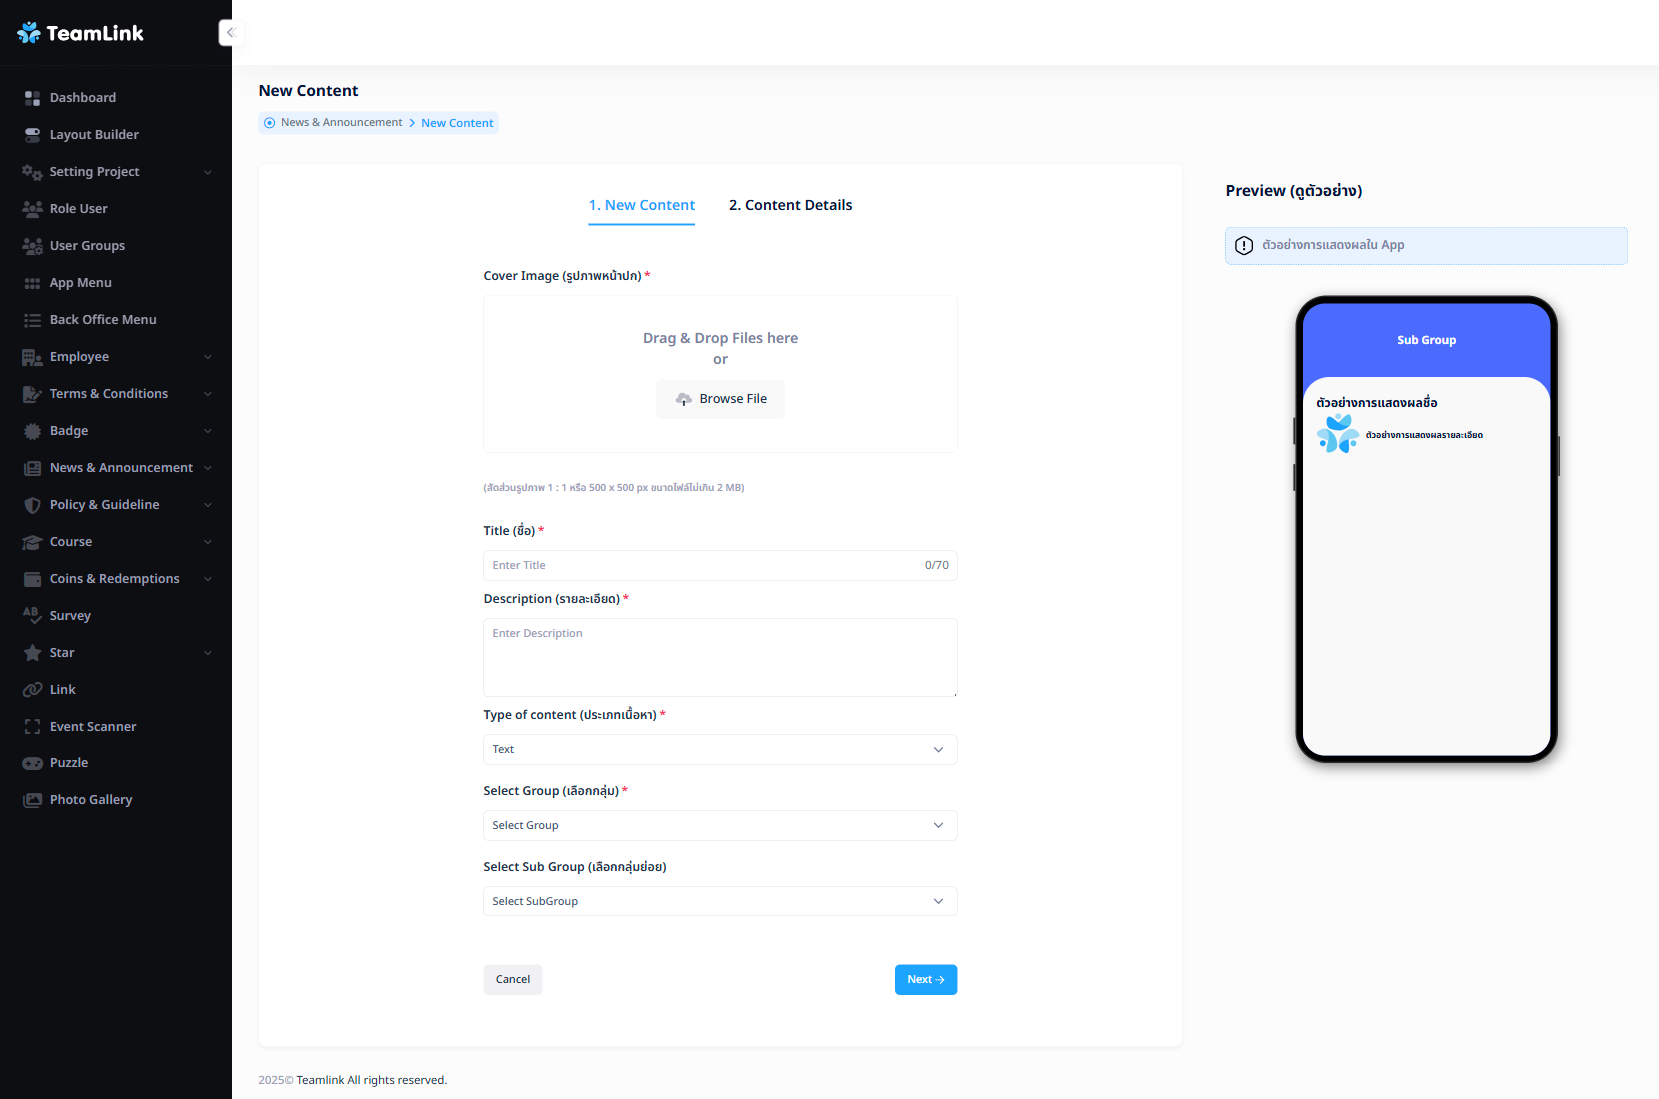 TeamLink
Dashboard
Layout Builder
Setting Project
Role User
User Groups
App Menu
Back Office Menu
Employee
Terms & Conditions
Badge
News & Announcement
Policy & Guideline
Course
Coins & Redemptions
Survey
Star
Link
Event Scanner
Puzzle
Photo Gallery
New Content
News & Announcement > New Content
1. New Content
2. Content Details
Cover Image (รูปภาพหน้าปก) *
Drag & Drop Files here
or
Browse File
(สัดส่วนรูปภาพ 1 : 1 หรือ 500 x 500 px ขนาดไฟล์ไม่เกิน 2 MB)
Title (ชื่อ) *
Enter Title
0/70
Description (รายละเอียด) *
Enter Description
Type of content (ประเภทเนื้อหา) *
Text
Select Group (เลือกกลุ่ม) *
Select Group
Select Sub Group (เลือกกลุ่มย่อย)
Select SubGroup
Cancel
Next →
Preview (ดูตัวอย่าง)
ตัวอย่างการแสดงผลใน App
Sub Group
ตัวอย่างการแสดงผลชื่อ
ตัวอย่างการแสดงผลรายละเอียด
2025© Teamlink All rights reserved.